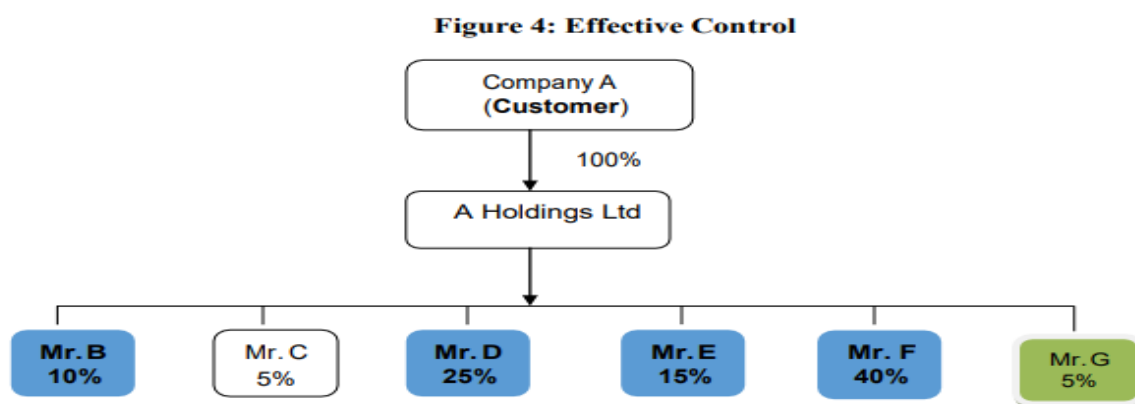 Figure 4: Effective Control
Company A
(Customer)
100%
A Holdings Ltd
Mr. B
10%
Mr. C
5%
Mr. D
25%
Mr. E
15%
Mr. F
40%
Mr. G
5%